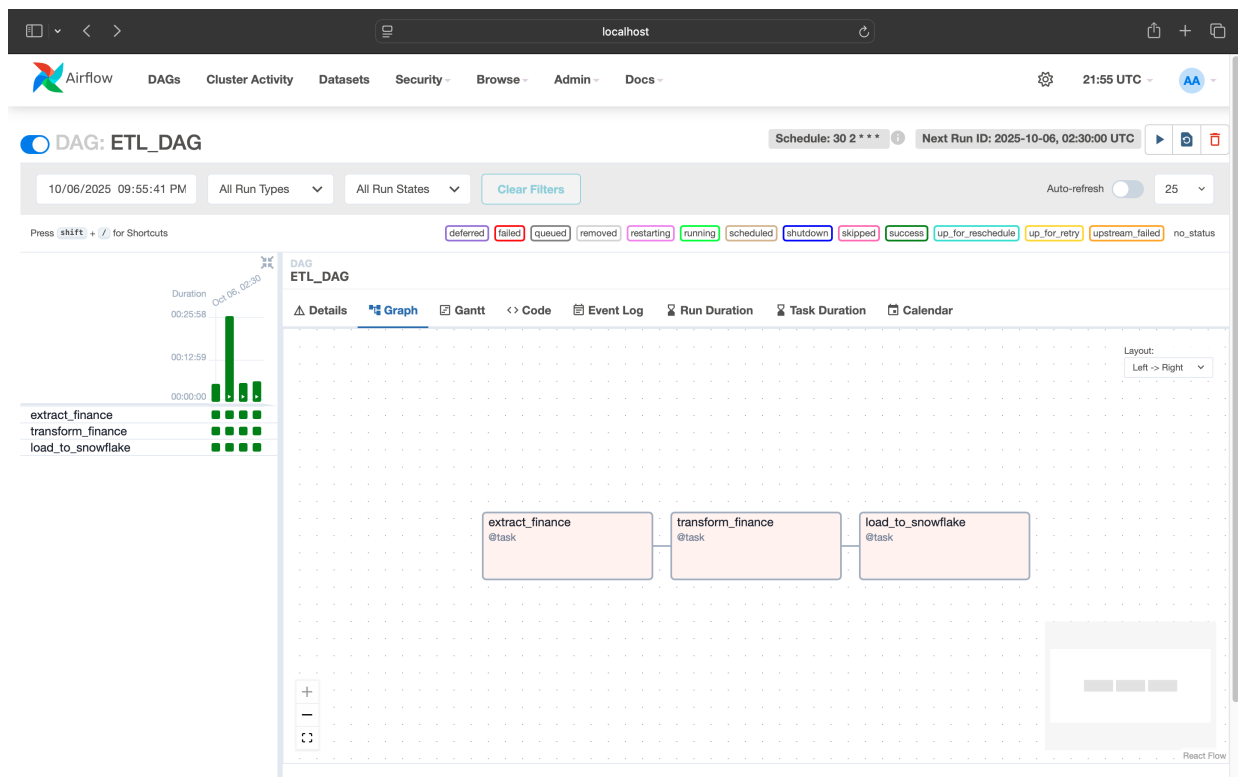 localhost
Airflow DAGs Cluster Activity Datasets Security Browse Admin Docs 21:55 UTC AA
DAG: ETL_DAG Schedule: 30 2 * * * i Next Run ID: 2025-10-06, 02:30:00 UTC
10/06/2025 09:55:41 PM All Run Types All Run States Clear Filters Auto-refresh 25
Press shift + / for Shortcuts deferred failed queued removed restarting running scheduled shutdown skipped success up_for_reschedule up_for_retry upstream_failed no_status
DAG
ETL_DAG
Oct 06, 02:30
Duration
00:25:58
00:12:59
00:00:00
extract_finance
transform_finance
load_to_snowflake
Details Graph Gantt <> Code Event Log Run Duration Task Duration Calendar
Layout:
Left -> Right
extract_finance
@task
transform_finance
@task
load_to_snowflake
@task
React Flow